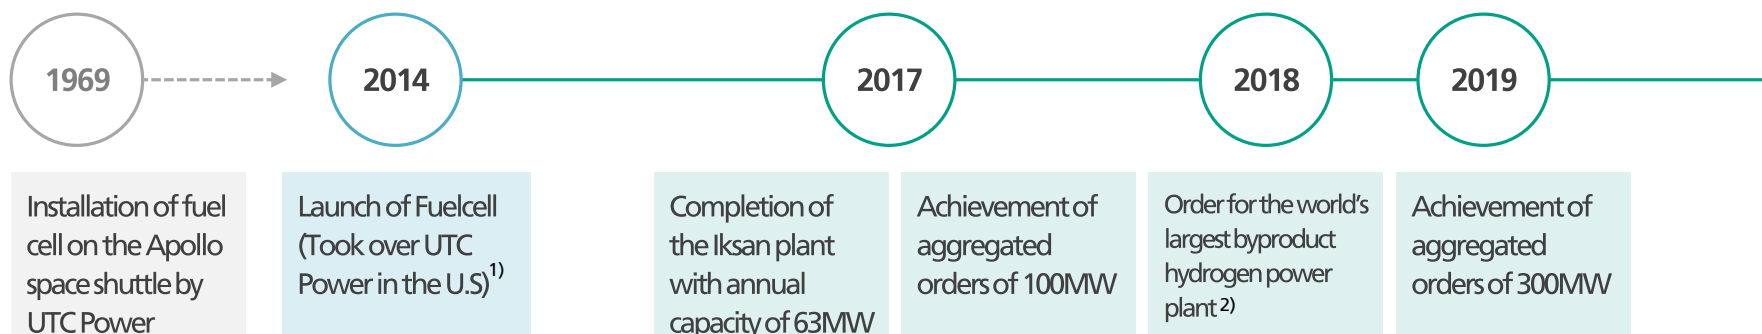 1969
2014
2017
2018
2019
Installation of fuel
cell on the Apollo
space shuttle by
UTC Power
Launch of Fuelcell
(Took over UTC
Power in the U.S)1)
Completion of
the Iksan plant
with annual
capacity of 63MW
Achievement of
aggregated
orders of 100MW
Order for the world's
largest byproduct
hydrogen power
plant 2)
Achievement of
aggregated
orders of 300MW